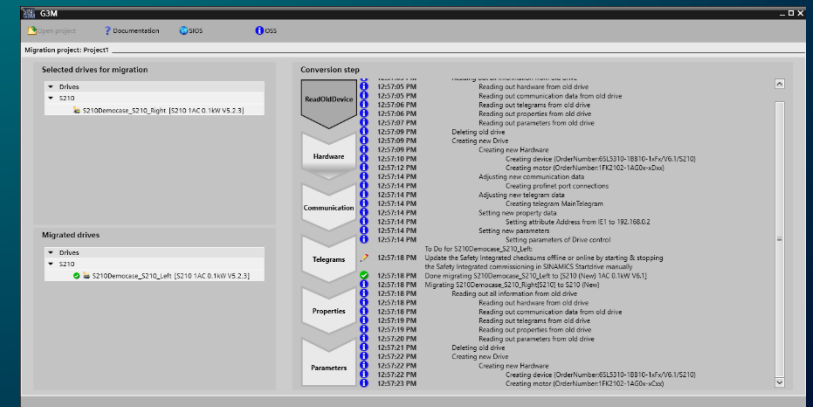 G3M
Open project
Documentation
SIOS
OSS
Migration project: Project1
Selected drives for migration
Drives
S210
S210Democase_S210_Right [S210 1AC 0.1kW V5.2.3]
Migrated drives
Drives
S210
S210Democase_S210_Left [S210 1AC 0.1kW V5.2.3]
Conversion step
ReadOldDevice
Hardware
Communication
Telegrams
Properties
Parameters
12:57:05 PM Reading out all information from old drive
12:57:05 PM Reading out hardware from old drive
12:57:05 PM Reading out communication data from old drive
12:57:06 PM Reading out telegrams from old drive
12:57:06 PM Reading out properties from old drive
12:57:07 PM Reading out parameters from old drive
12:57:09 PM Deleting old drive
12:57:09 PM Creating new Drive
12:57:09 PM Creating new Hardware
12:57:10 PM Creating device (OrderNumber:6SL5310-1BB10-1xFx/V6.1/S210)
12:57:12 PM Creating motor (OrderNumber:1FK2102-1AG0x-xDxx)
12:57:14 PM Adjusting new communication data
12:57:14 PM Creating profinet port connections
12:57:14 PM Adjusting new telegram data
12:57:14 PM Creating telegram MainTelegram
12:57:14 PM Setting new property data
12:57:14 PM Setting attribute Address from IE1 to 192.168.0.2
12:57:14 PM Setting new parameters
12:57:14 PM Setting parameters of Drive control
To Do for S210Democase_S210_Left:
12:57:18 PM Update the Safety Integrated checksums offline or online by starting & stopping
the Safety Integrated commissioning in SINAMICS Startdrive manually
12:57:18 PM Done migrating S210Democase_S210_Left to [S210 (New) 1AC 0.1kW V6.1]
12:57:18 PM Migrating S210Democase_S210_Right[S210] to S210 (New)
12:57:18 PM Reading out all information from old drive
12:57:18 PM Reading out hardware from old drive
12:57:18 PM Reading out communication data from old drive
12:57:19 PM Reading out telegrams from old drive
12:57:19 PM Reading out properties from old drive
12:57:20 PM Reading out parameters from old drive
12:57:21 PM Deleting old drive
12:57:22 PM Creating new Drive
12:57:22 PM Creating new Hardware
12:57:22 PM Creating device (OrderNumber:6SL5310-1BB10-1xFx/V6.1/S210)
12:57:23 PM Creating motor (OrderNumber:1FK2102-1AG0x-xCxx)